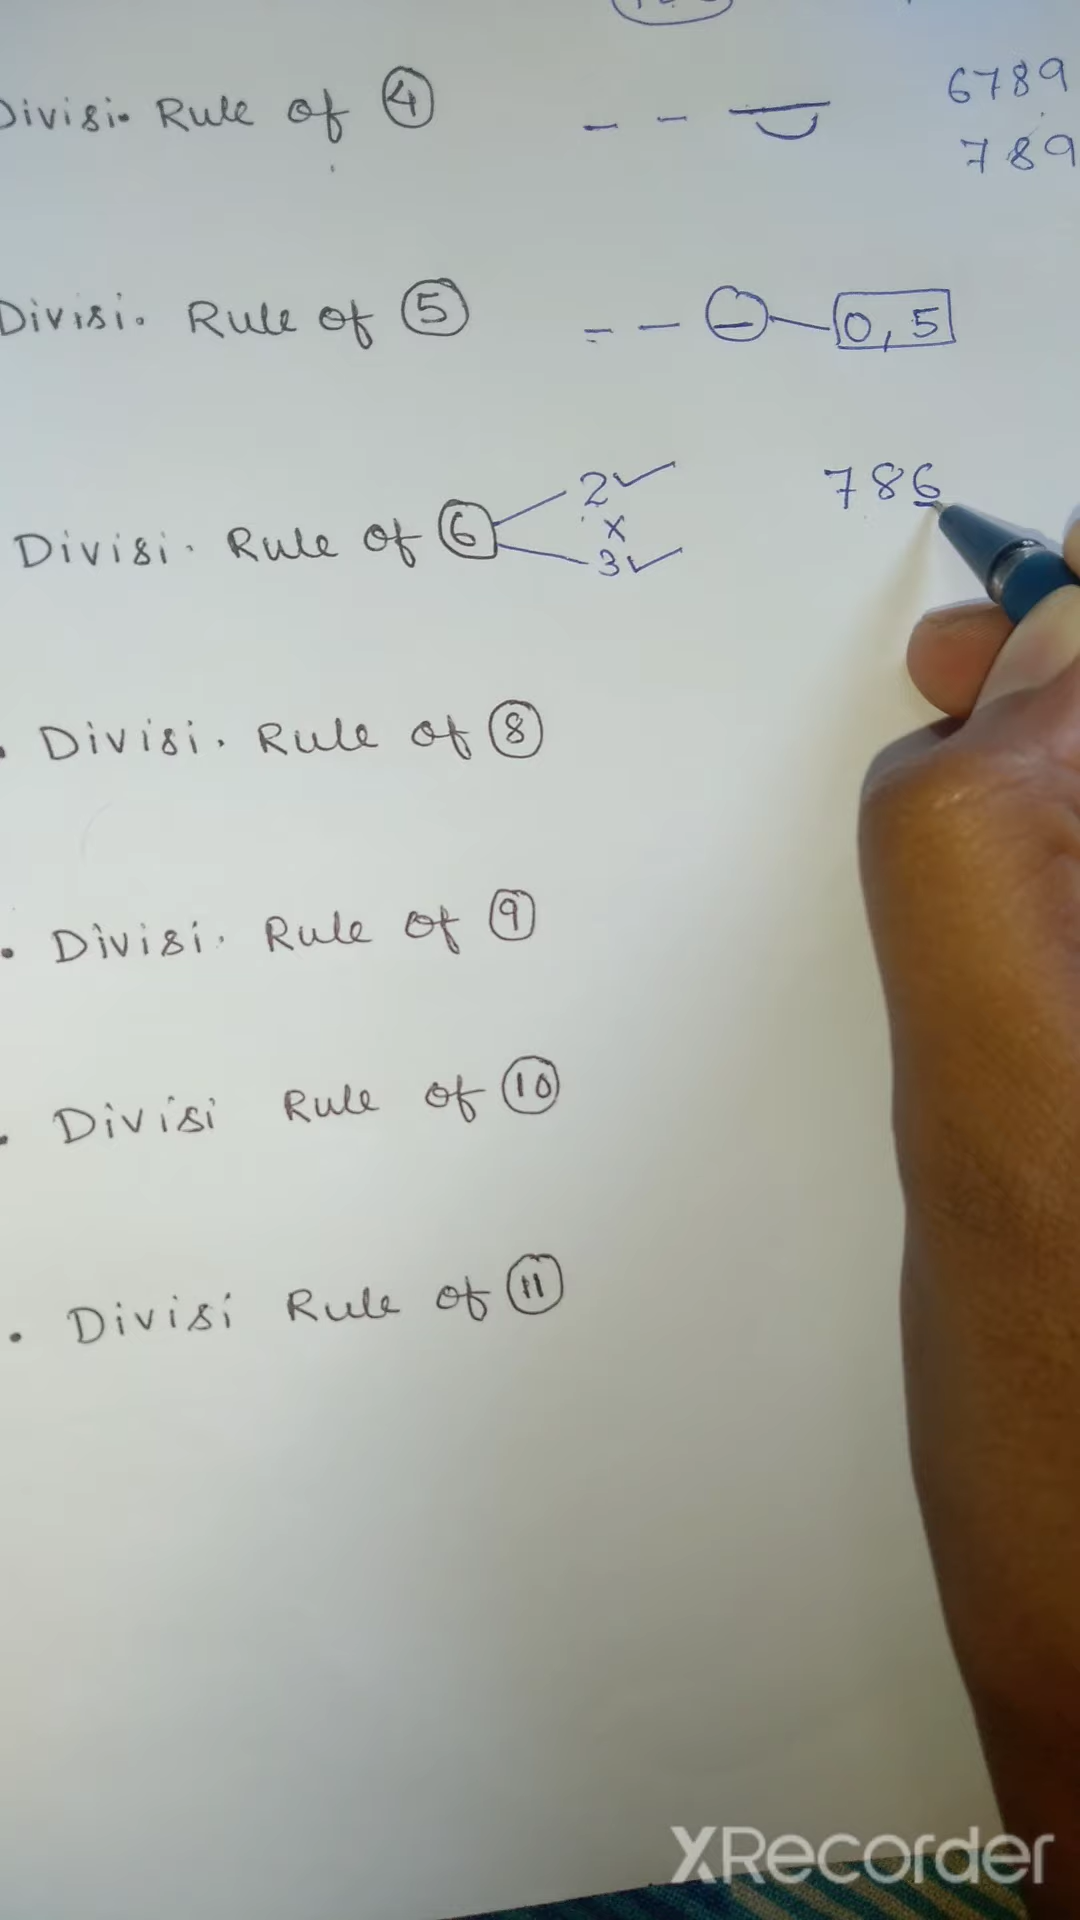 Divisi. Rule of 4 6789
789
Divisi. Rule of 5 0, 5
Divisi. Rule of 6 2 x 3 786
Divisi. Rule of 8
Divisi. Rule of 9
Divisi Rule of 10
Divisi Rule of 11
XRecorder